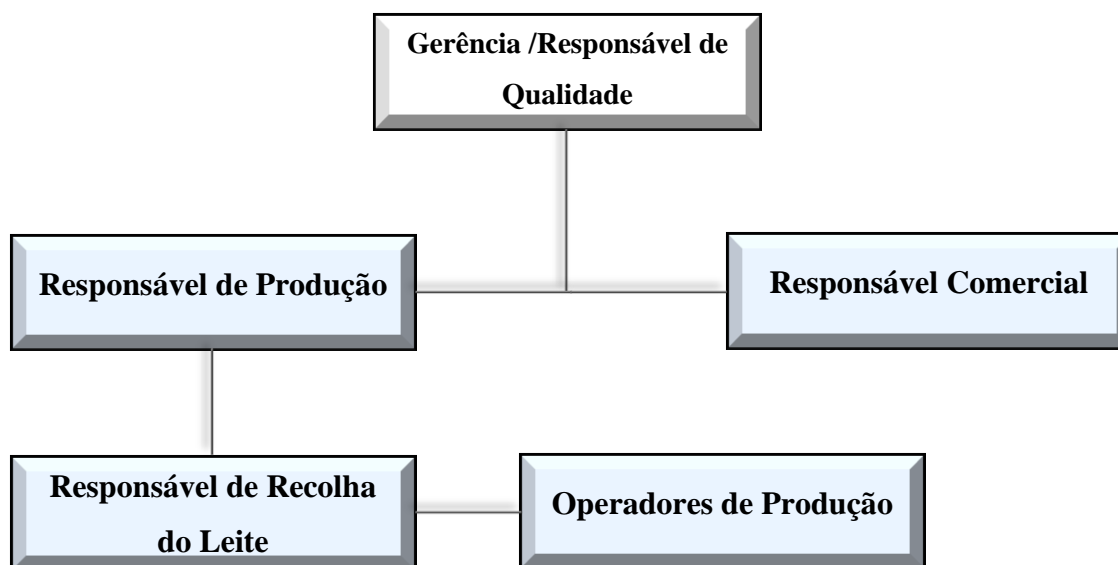 Gerência /Responsável de
Qualidade
Responsável de Produção
Responsável Comercial
Responsável de Recolha
do Leite
Operadores de Produção